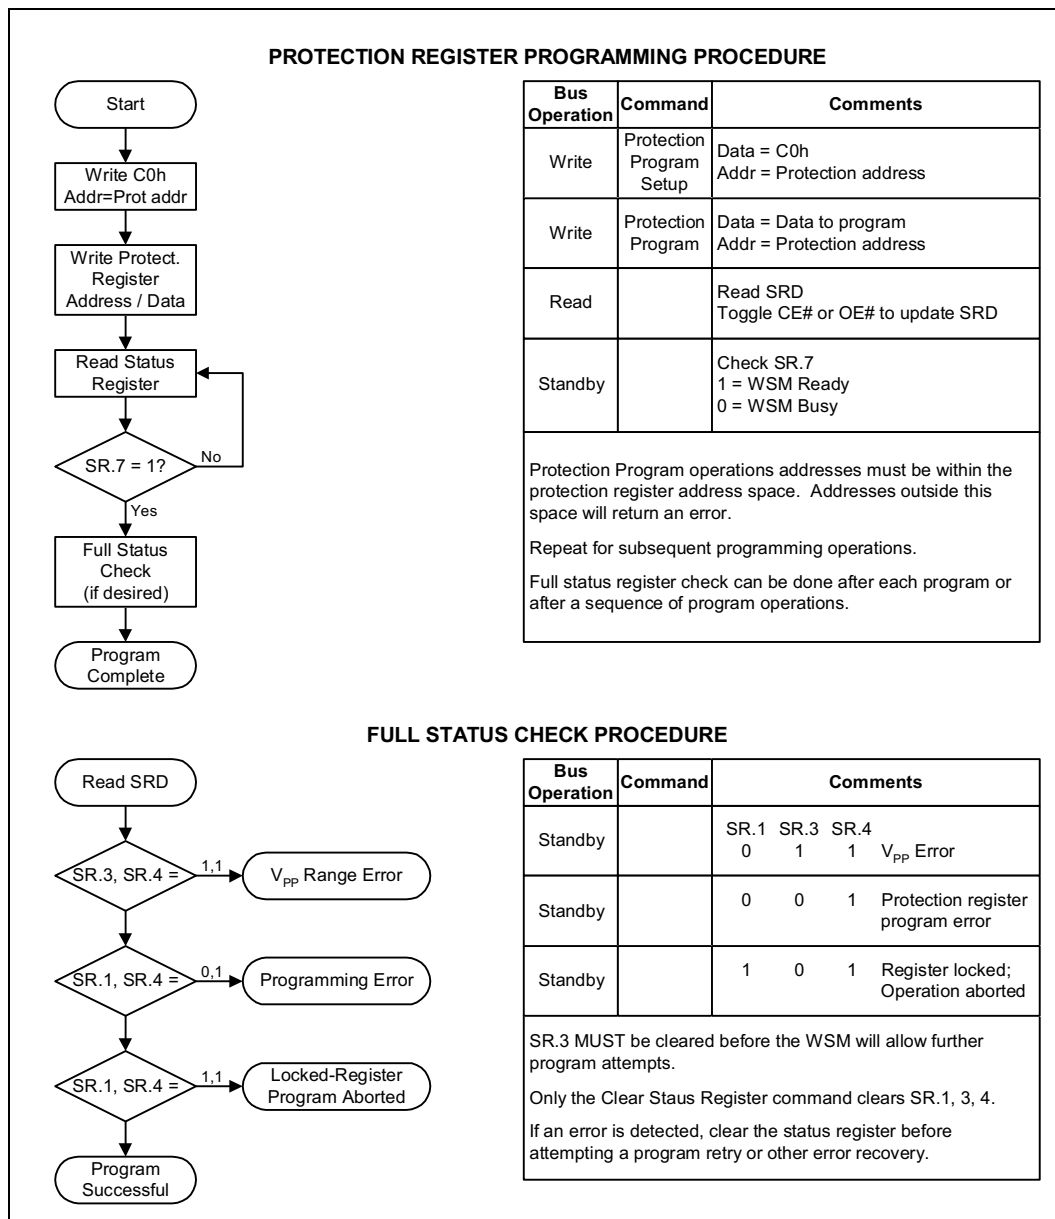 PROTECTION REGISTER PROGRAMMING PROCEDURE
Start
Write C0h
Addr=Prot addr
Write Protect.
Register
Address / Data
Read Status
Register
SR.7 = 1?
No
Yes
Full Status
Check
(if desired)
Program
Complete
Bus
Operation
Command
Comments
Write
Protection
Program
Setup
Data = C0h
Addr = Protection address
Write
Protection
Program
Data = Data to program
Addr = Protection address
Read
Read SRD
Toggle CE# or OE# to update SRD
Standby
Check SR.7
1 = WSM Ready
0 = WSM Busy
Protection Program operations addresses must be within the
protection register address space. Addresses outside this
space will return an error.
Repeat for subsequent programming operations.
Full status register check can be done after each program or
after a sequence of program operations.
FULL STATUS CHECK PROCEDURE
Read SRD
SR.3, SR.4 =
1,1
VPP Range Error
SR.1, SR.4 =
0,1
Programming Error
SR.1, SR.4 =
1,1
Locked-Register
Program Aborted
Program
Successful
Bus
Operation
Command
Comments
Standby
SR.1 SR.3 SR.4
0 1 1 VPP Error
Standby
0 0 1 Protection register
program error
Standby
1 0 1 Register locked;
Operation aborted
SR.3 MUST be cleared before the WSM will allow further
program attempts.
Only the Clear Staus Register command clears SR.1, 3, 4.
If an error is detected, clear the status register before
attempting a program retry or other error recovery.